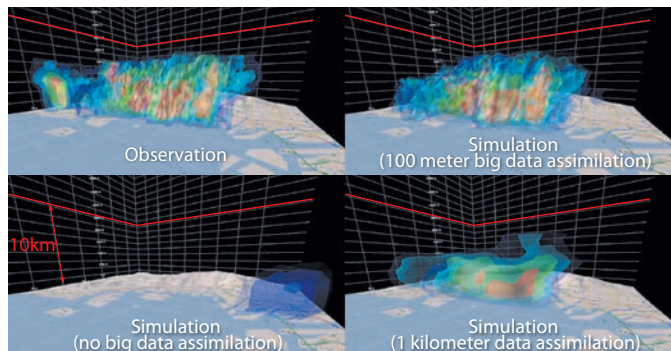 Observation
Simulation
(100 meter big data assimilation)
10km
Simulation
(no big data assimilation)
Simulation
(1 kilometer data assimilation)